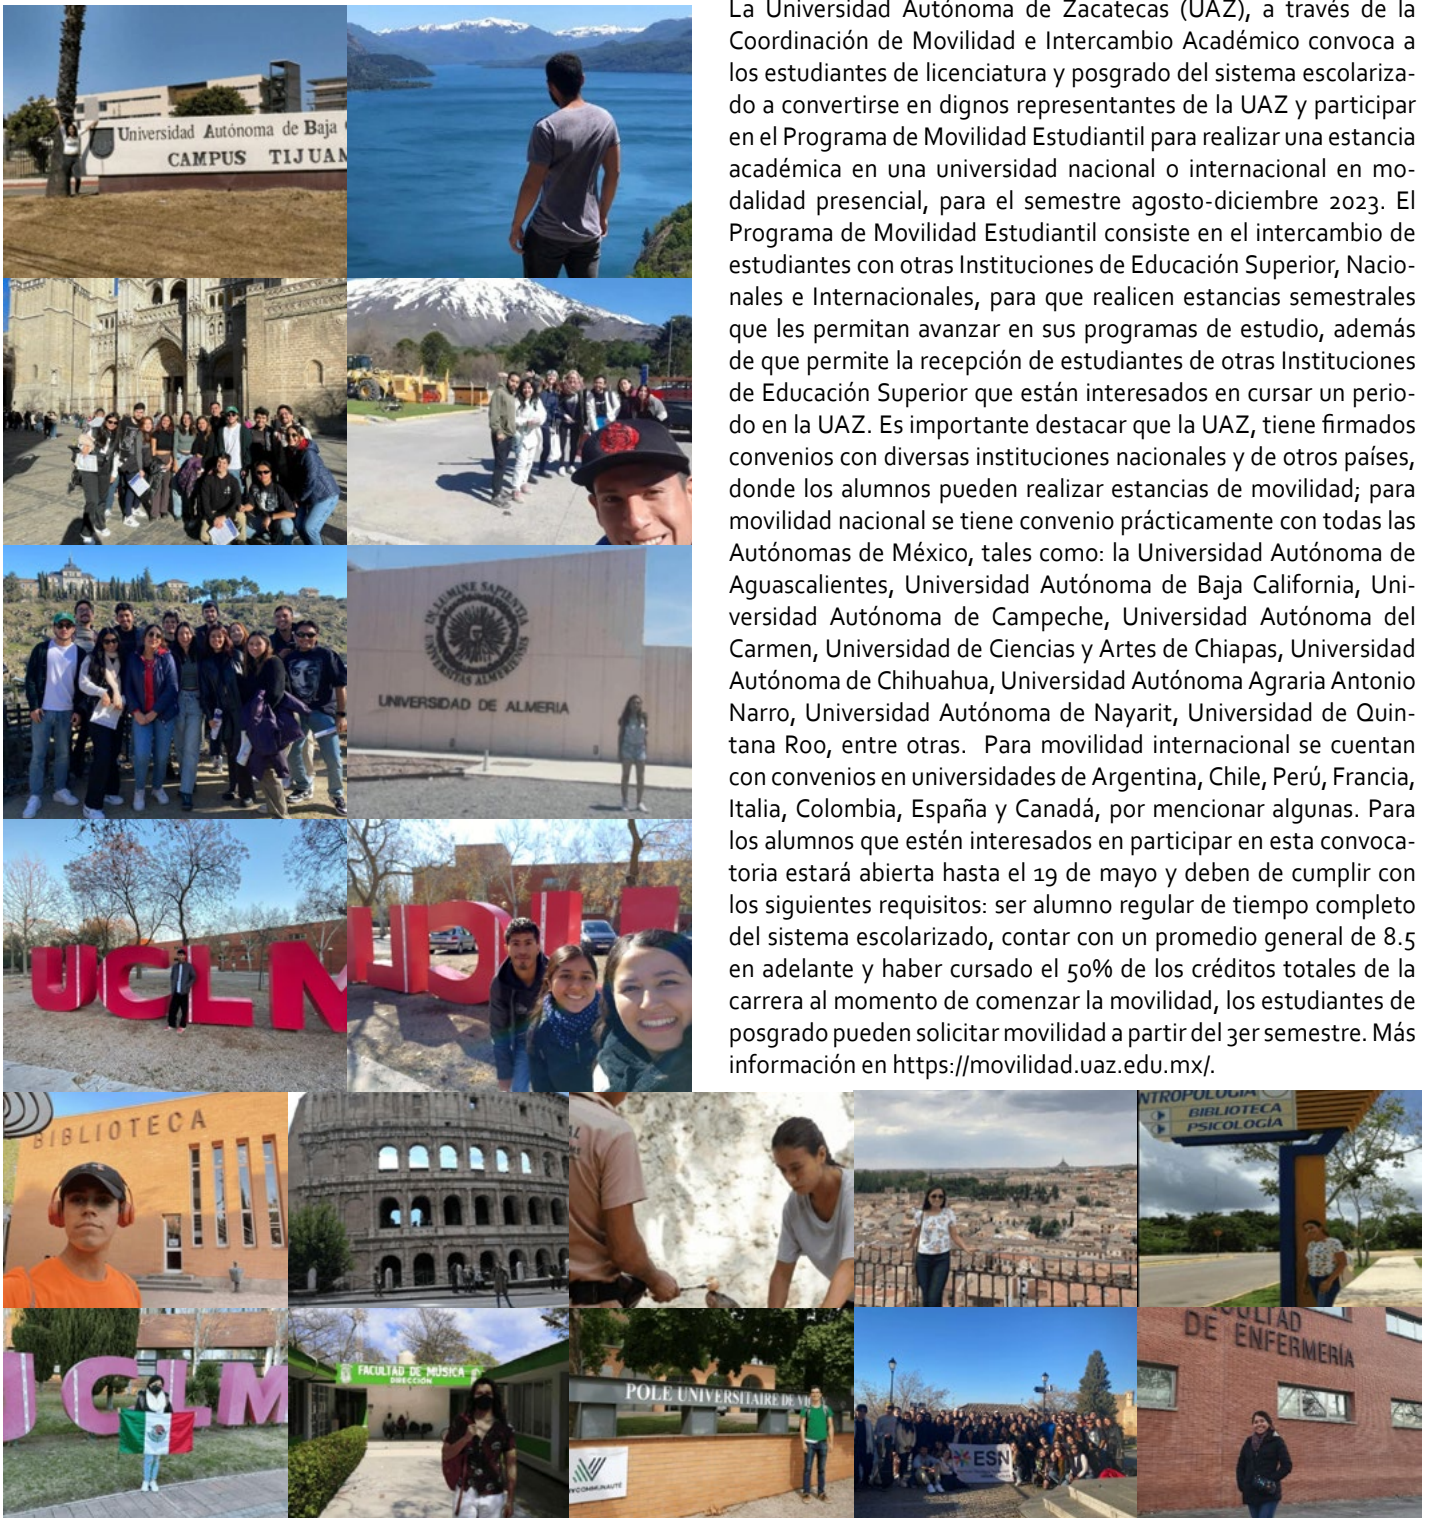 La Universidad Autónoma de Zacatecas (UAZ), a través de la
Coordinación de Movilidad e Intercambio Académico convoca a
los estudiantes de licenciatura y posgrado del sistema escolariza-
do a convertirse en dignos representantes de la UAZ y participar
en el Programa de Movilidad Estudiantil para realizar una estancia
académica en una universidad nacional o internacional en mo-
dalidad presencial, para el semestre agosto-diciembre 2023. El
Programa de Movilidad Estudiantil consiste en el intercambio de
estudiantes con otras Instituciones de Educación Superior, Nacio-
nales e Internacionales, para que realicen estancias semestrales
que les permitan avanzar en sus programas de estudio, además
de que permite la recepción de estudiantes de otras Instituciones
de Educación Superior que están interesados en cursar un perio-
do en la UAZ. Es importante destacar que la UAZ, tiene firmados
convenios con diversas instituciones nacionales y de otros países,
donde los alumnos pueden realizar estancias de movilidad; para
movilidad nacional se tiene convenio prácticamente con todas las
Autónomas de México, tales como: la Universidad Autónoma de
Aguascalientes, Universidad Autónoma de Baja California, Uni-
versidad Autónoma de Campeche, Universidad Autónoma del
Carmen, Universidad de Ciencias y Artes de Chiapas, Universidad
Autónoma de Chihuahua, Universidad Autónoma Agraria Antonio
Narro, Universidad Autónoma de Nayarit, Universidad de Quin-
tana Roo, entre otras.  Para movilidad internacional se cuentan
con convenios en universidades de Argentina, Chile, Perú, Francia,
Italia, Colombia, España y Canadá, por mencionar algunas. Para
los alumnos que estén interesados en participar en esta convoca-
toria estará abierta hasta el 19 de mayo y deben de cumplir con
los siguientes requisitos: ser alumno regular de tiempo completo
del sistema escolarizado, contar con un promedio general de 8.5
en adelante y haber cursado el 50% de los créditos totales de la
carrera al momento de comenzar la movilidad, los estudiantes de
posgrado pueden solicitar movilidad a partir del 3er semestre. Más
información en https://movilidad.uaz.edu.mx/.
Universidad Autónoma de Baja
CAMPUS TIJUAN
IN LUMINE SAPIENTIA
UNIVERSITAS ALMERIENSIS
UNIVERSIDAD DE ALMERIA
UCLM
UCL
BIBLIOTECA
NTROPOLOGÍA
BIBLIOTECA
PSICOLOGÍA
UCLM
FACULTAD DE MÚSICA
DIRECCIÓN
POLE UNIVERSITAIRE DE VI
COMMUNAUTÉ
ESN
FACULTAD
DE ENFERMERÍA